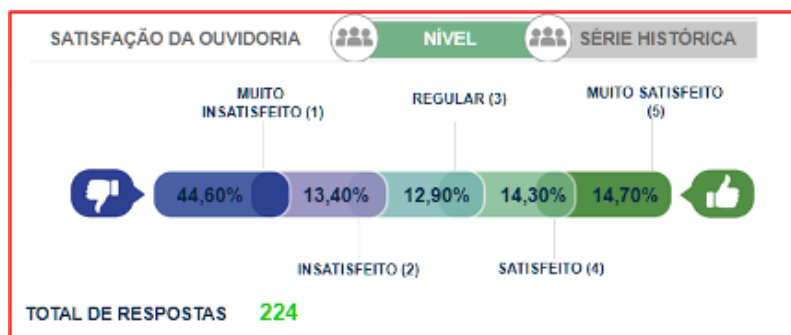 SATISFAÇÃO DA OUVIDORIA NÍVEL SÉRIE HISTÓRICA
MUITO
INSATISFEITO (1)
REGULAR (3)
MUITO SATISFEITO
(5)
44,60% 13,40% 12,90% 14,30% 14,70%
INSATISFEITO (2) SATISFEITO (4)
TOTAL DE RESPOSTAS 224